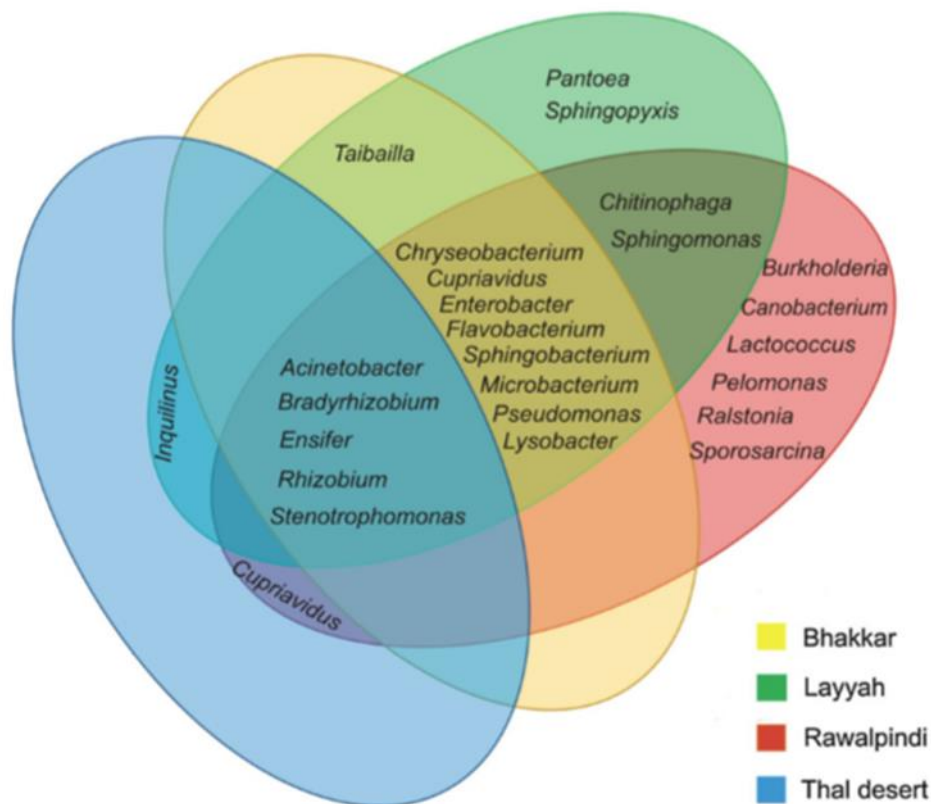 Pantoea
Sphingopyxis
Taibailla
Chitinophaga
Sphingomonas
Chryseobacterium
Cupriavidus
Enterobacter
Flavobacterium
Sphingobacterium
Microbacterium
Pseudomonas
Lysobacter
Burkholderia
Canobacterium
Lactococcus
Pelomonas
Ralstonia
Sporosarcina
Acinetobacter
Bradyrhizobium
Ensifer
Rhizobium
Stenotrophomonas
Inquilinus
Cupriavidus
Bhakkar
Layyah
Rawalpindi
Thal desert